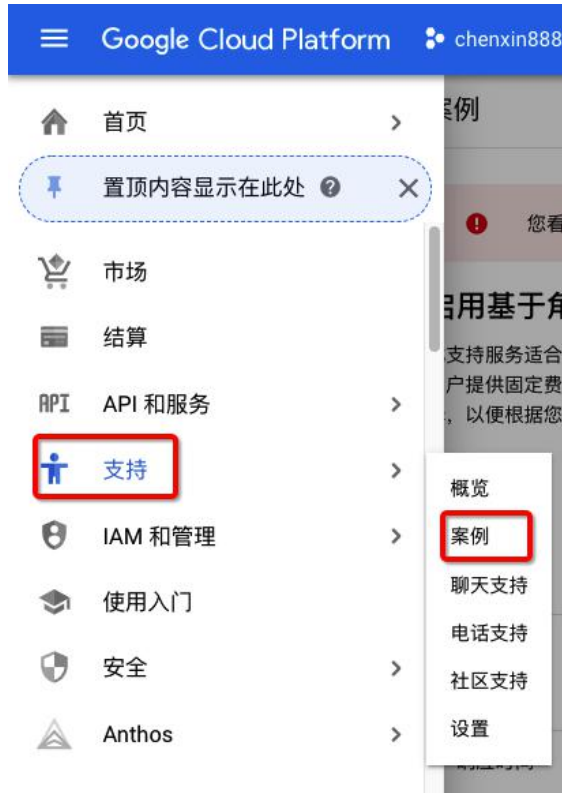 Google Cloud Platform
chenxin888
首页
案例
置顶内容显示在此处
您看
市场
启用基于角
结算
支持服务适合
户提供固定费
API
API 和服务
，以便根据您
支持
概览
IAM 和管理
案例
使用入门
聊天支持
电话支持
安全
社区支持
设置
Anthos